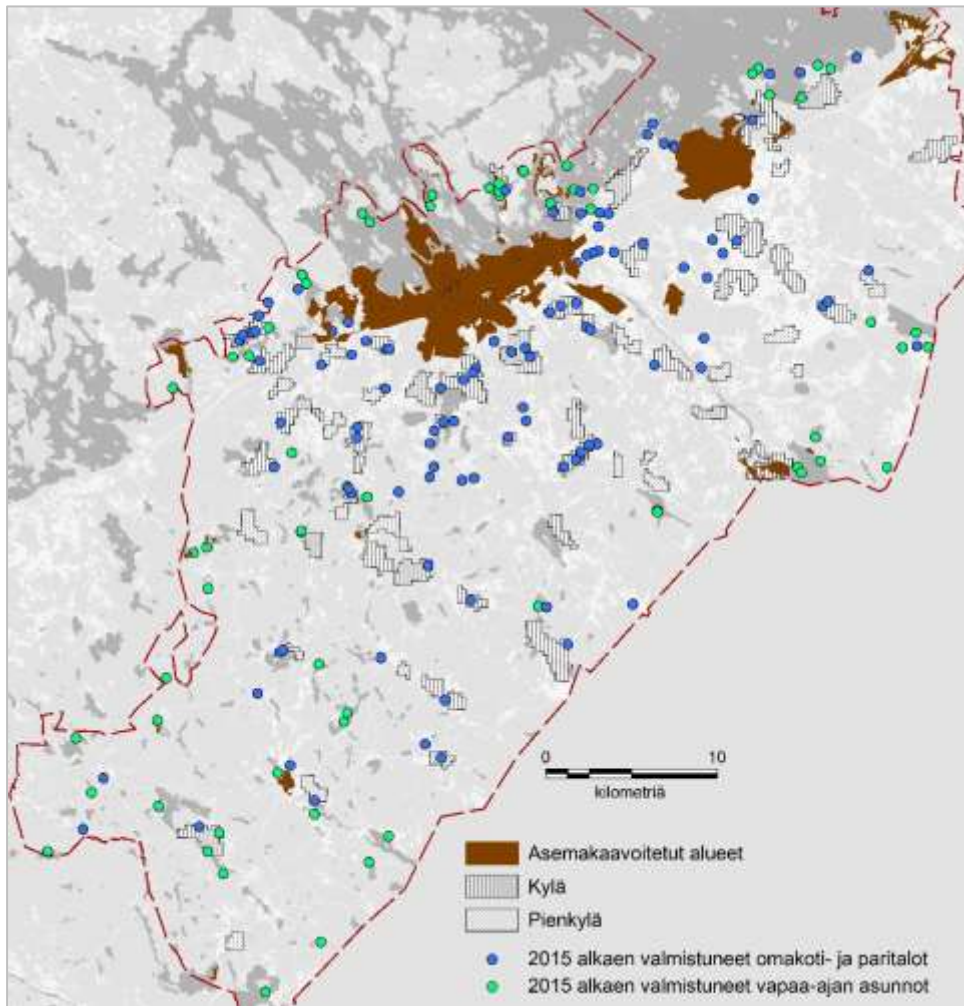 0 10
kilometriä
Asemakaavoitetut alueet
Kylä
Pienkylä
2015 alkaen valmistuneet omakoti- ja paritalot
2015 alkaen valmistuneet vapaa-ajan asunnot